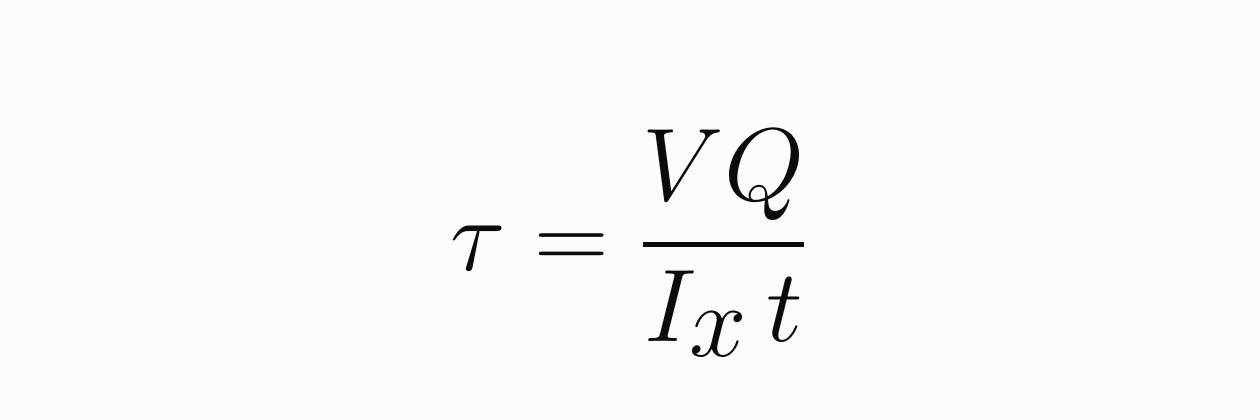 τ = VQ / I_x t